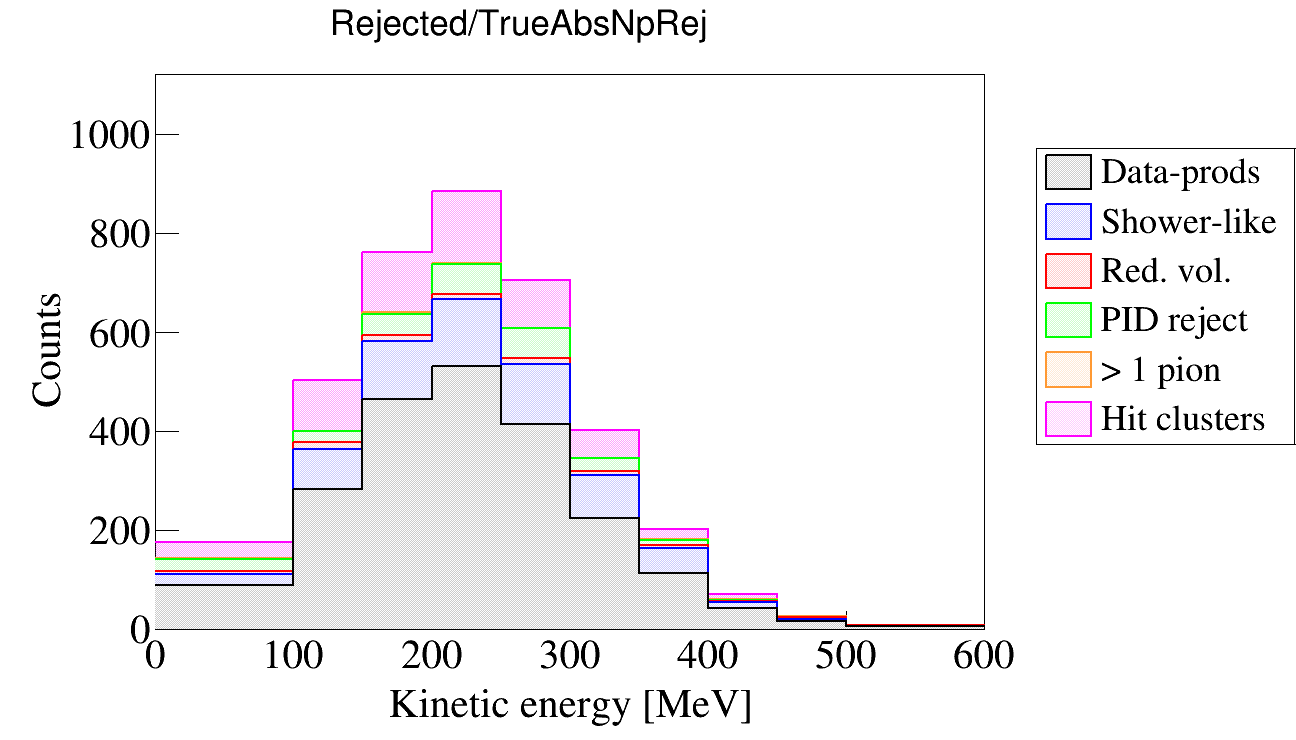 Rejected/TrueAbsNpRej
Counts
1000
800
600
400
200
0
0 100 200 300 400 500 600
Kinetic energy [MeV]
Data-prods
Shower-like
Red. vol.
PID reject
> 1 pion
Hit clusters